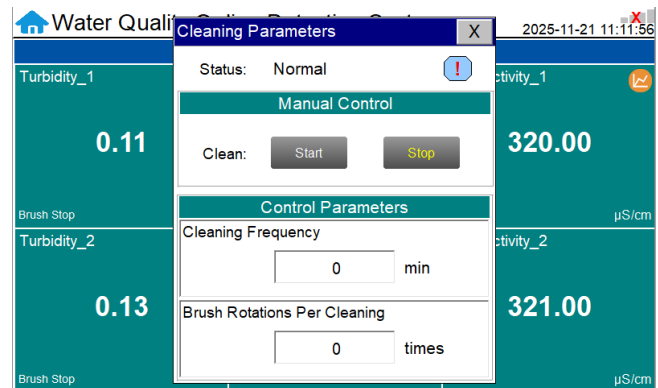 Water Quali
Cleaning Parameters
X
2025-11-21 11:11:56
Status: Normal
!
Manual Control
Clean: Start Stop
Control Parameters
Cleaning Frequency
0 min
Brush Rotations Per Cleaning
0 times
Turbidity_1
0.11
Brush Stop
ctivity_1
320.00
µS/cm
Turbidity_2
0.13
Brush Stop
ctivity_2
321.00
µS/cm